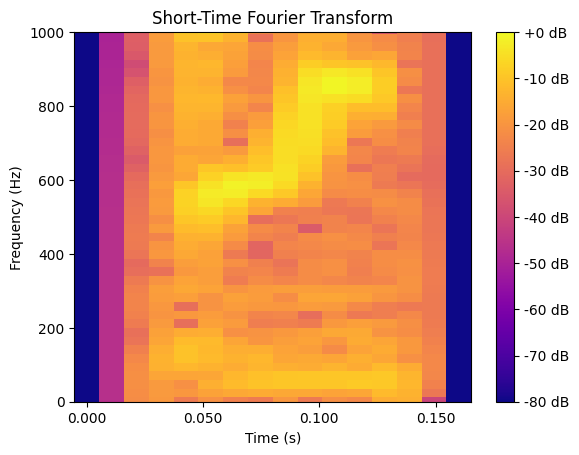 Short-Time Fourier Transform
1000
800
600
400
200
0
Frequency (Hz)
0.000
0.050
0.100
0.150
Time (s)
+0 dB
-10 dB
-20 dB
-30 dB
-40 dB
-50 dB
-60 dB
-70 dB
-80 dB